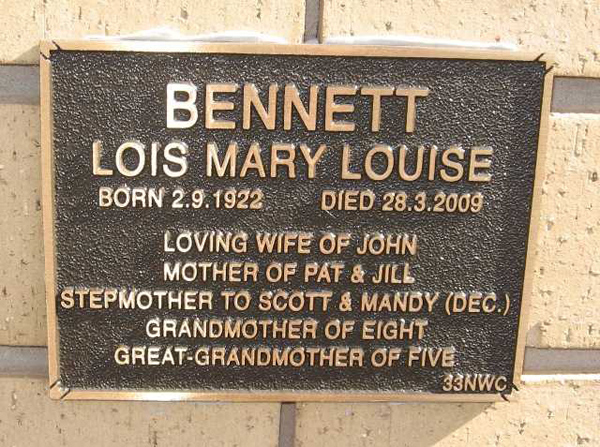 BENNETT
LOIS MARY LOUISE
BORN 2.9.1922 DIED 28.3.2009
LOVING WIFE OF JOHN
MOTHER OF PAT & JILL
STEPMOTHER TO SCOTT & MANDY (DEC.)
GRANDMOTHER OF EIGHT
GREAT-GRANDMOTHER OF FIVE
33NWC